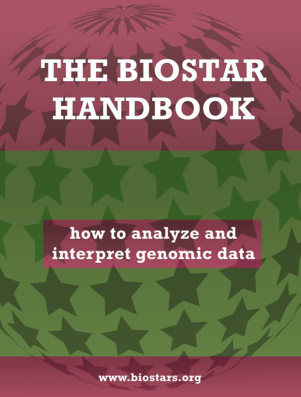 THE BIOSTAR
HANDBOOK
how to analyze and
interpret genomic data
www.biostars.org